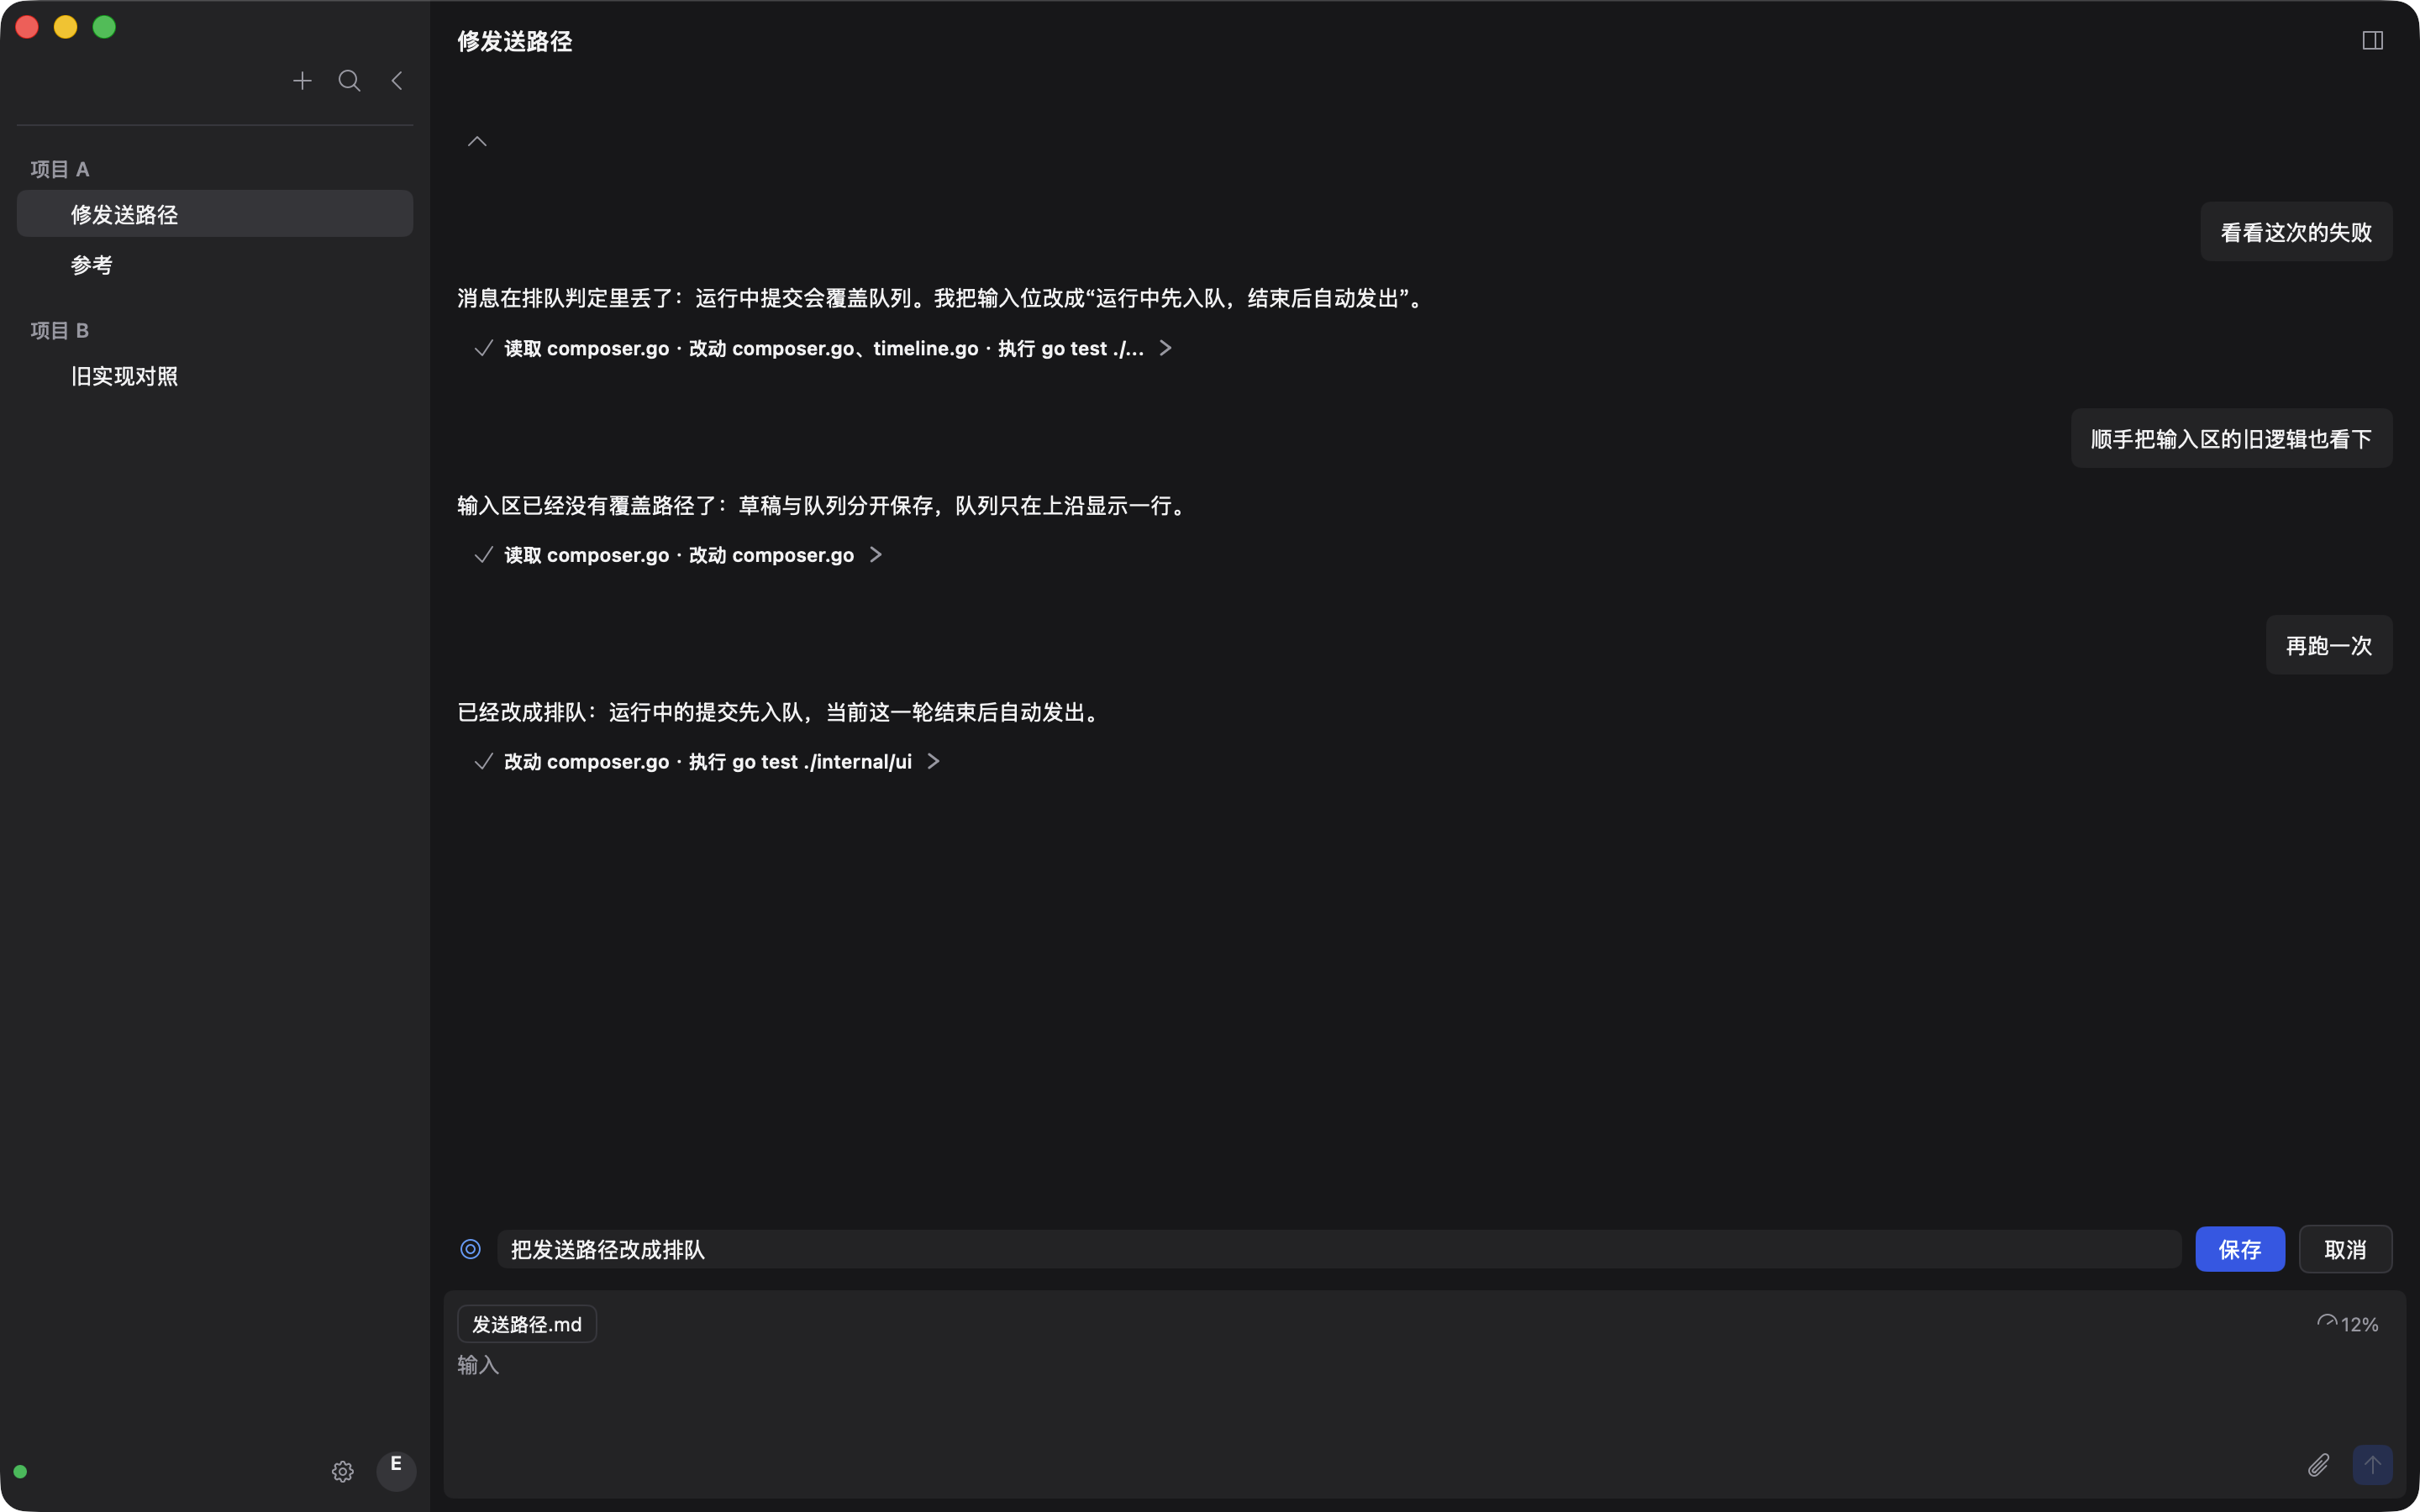 修发送路径
项目 A
修发送路径
参考
项目 B
旧实现对照
看看这次的失败
消息在排队判定里丢了：运行中提交会覆盖队列。我把输入位改成“运行中先入队，结束后自动发出”。
读取 composer.go · 改动 composer.go、timeline.go · 执行 go test ./...
顺手把输入区的旧逻辑也看下
输入区已经没有覆盖路径了：草稿与队列分开保存，队列只在上沿显示一行。
读取 composer.go · 改动 composer.go
再跑一次
已经改成排队：运行中的提交先入队，当前这一轮结束后自动发出。
改动 composer.go · 执行 go test ./internal/ui
把发送路径改成排队
保存
取消
发送路径.md
12%
输入
E